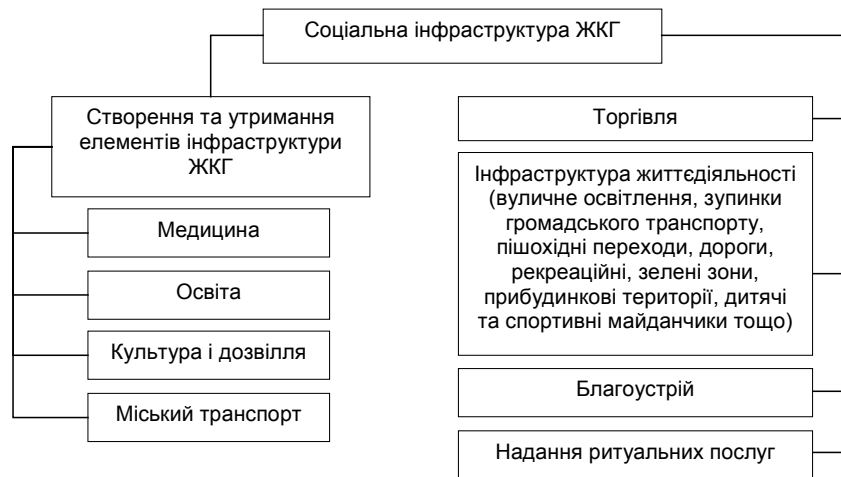 Соціальна інфраструктура ЖКГ
Створення та утримання
елементів інфраструктури
ЖКГ
Медицина
Освіта
Культура і дозвілля
Міський транспорт
Торгівля
Інфраструктура життєдіяльності
(вуличне освітлення, зупинки
громадського транспорту,
пішохідні переходи, дороги,
рекреаційні, зелені зони,
прибудинкові території, дитячі
та спортивні майданчики тощо)
Благоустрій
Надання ритуальних послуг